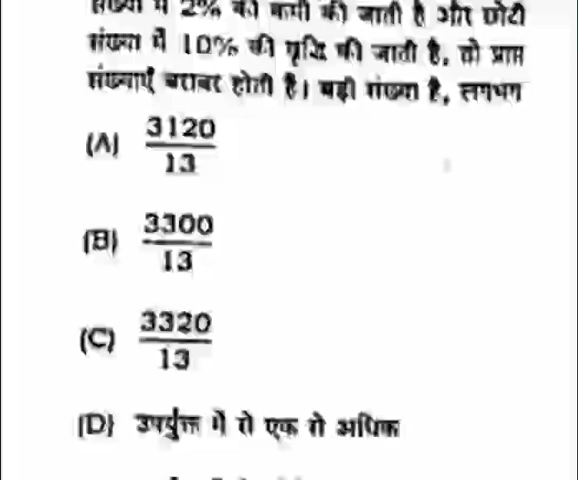 संख्या में 2% की कमी की जाती है और छोटी
संख्या में 10% की वृद्धि की जाती है, तो प्राप्त
संख्याएँ बराबर होती हैं। बड़ी संख्या है, लगभग
(A) 3120/13
(B) 3300/13
(C) 3320/13
(D) उपर्युक्त में से एक से अधिक